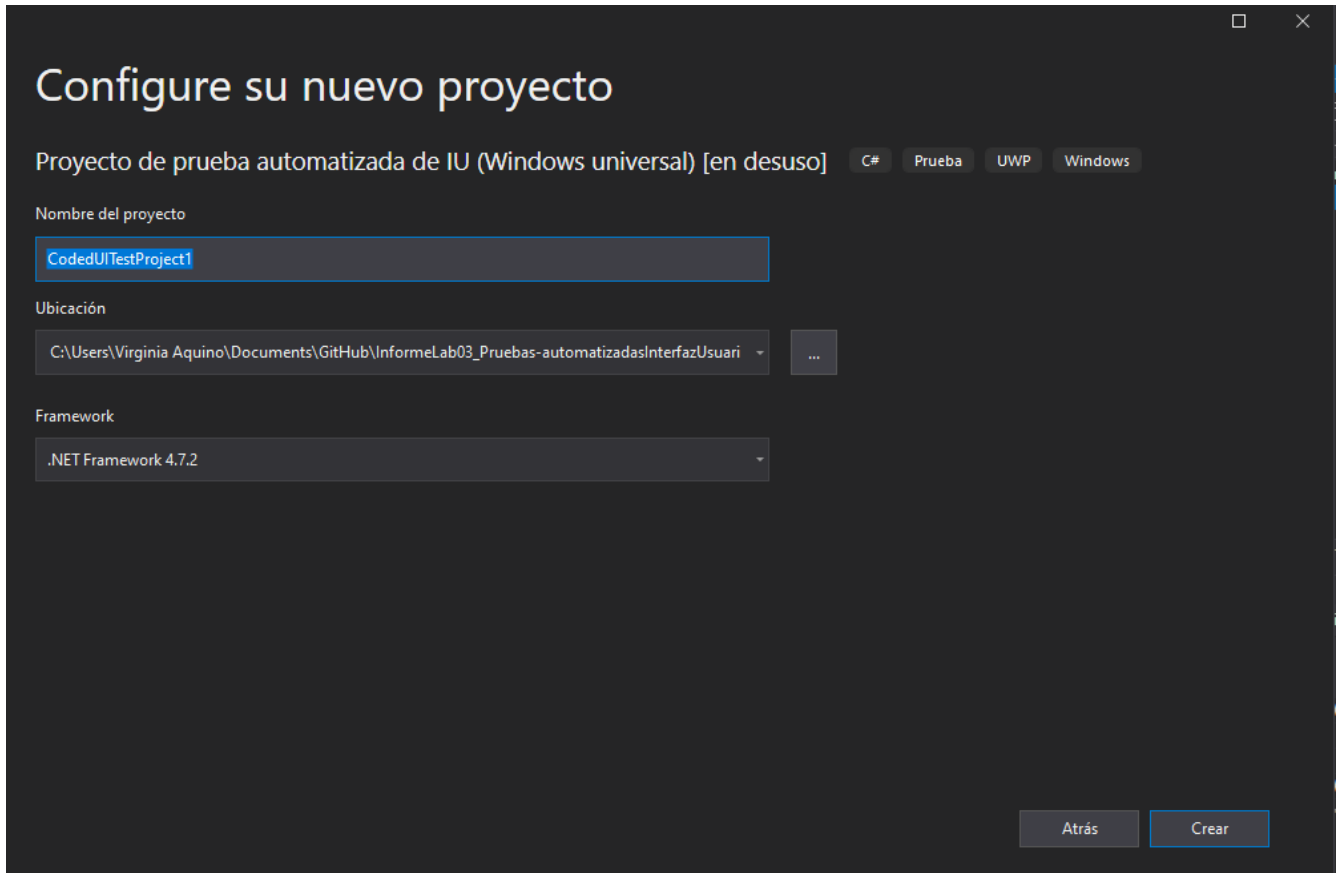 Configure su nuevo proyecto
Proyecto de prueba automatizada de IU (Windows universal) [en desuso] C# Prueba UWP Windows
Nombre del proyecto
CodedUITestProject1
Ubicación
C:\Users\Virginia Aquino\Documents\GitHub\InformeLab03_Pruebas-automatizadasInterfazUsuari
...
Framework
.NET Framework 4.7.2
Atrás Crear